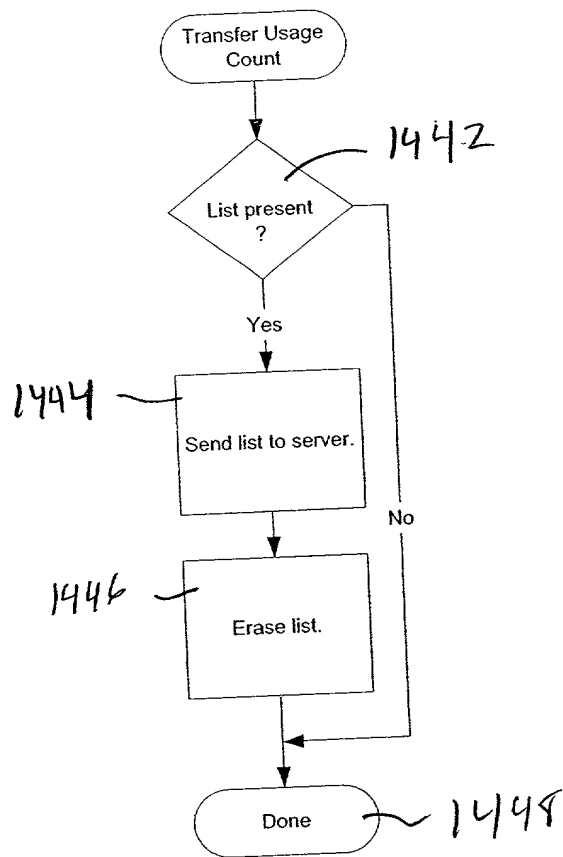 Transfer Usage
Count
1442
List present
?
Yes
1444
Send list to server.
No
1446
Erase list.
Done
1448